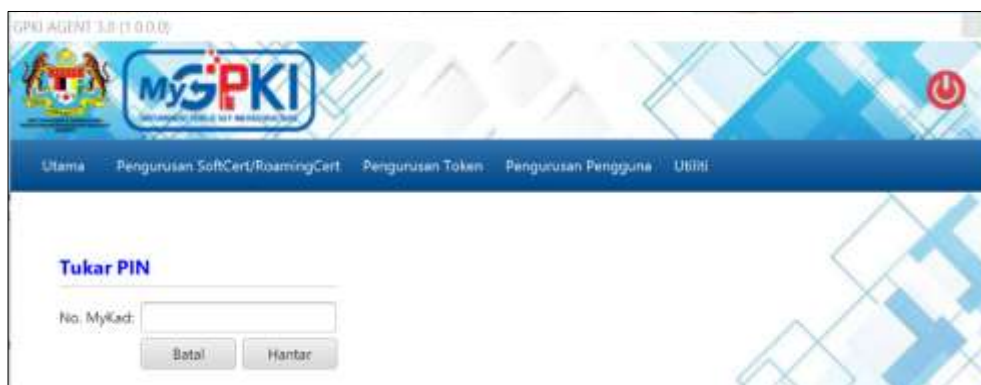 GPKI AGENT 3.0 (1.0.0.0)
MyGPKI
Utama Pengurusan SoftCert/RoamingCert Pengurusan Token Pengurusan Pengguna Utiliti
Tukar PIN
No. MyKad:
Batal Hantar